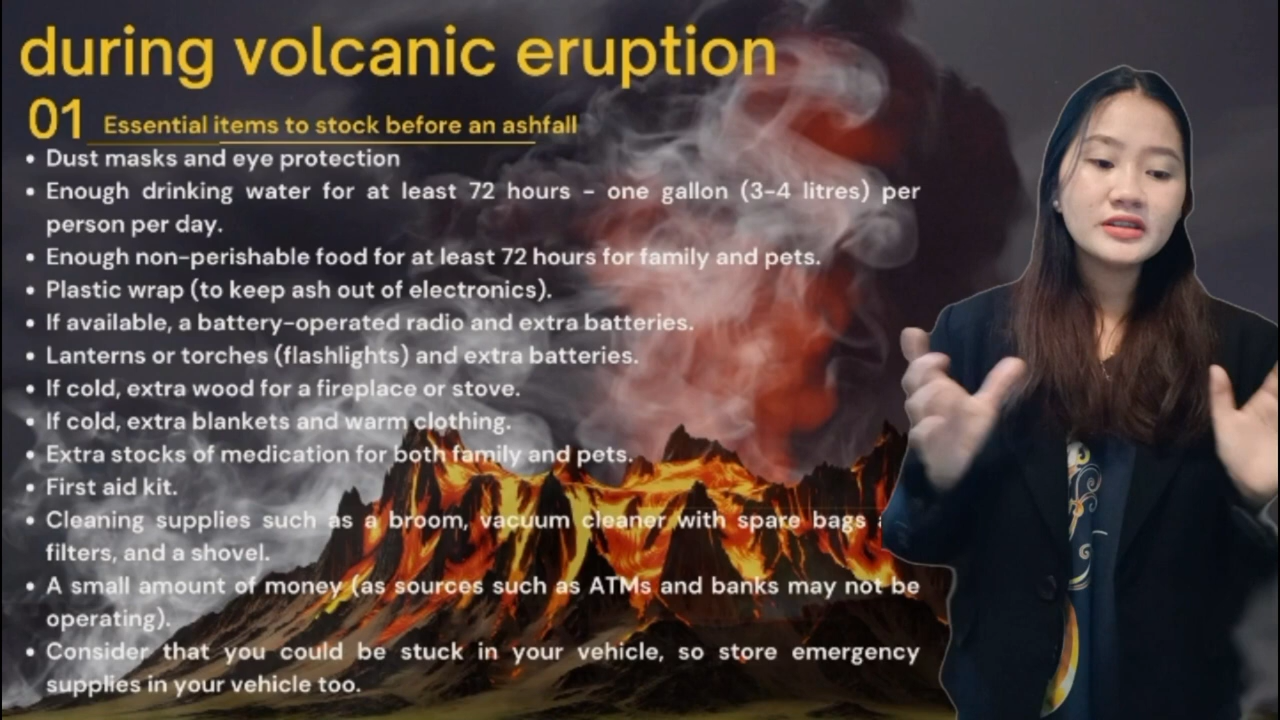 during volcanic eruption
01 Essential items to stock before an ashfall
• Dust masks and eye protection
• Enough drinking water for at least 72 hours – one gallon (3-4 litres) per
person per day.
• Enough non-perishable food for at least 72 hours for family and pets.
• Plastic wrap (to keep ash out of electronics).
• If available, a battery-operated radio and extra batteries.
• Lanterns or torches (flashlights) and extra batteries.
• If cold, extra wood for a fireplace or stove.
• If cold, extra blankets and warm clothing.
• Extra stocks of medication for both family and pets.
• First aid kit.
• Cleaning supplies such as a broom, vacuum cleaner with spare bags
filters, and a shovel.
• A small amount of money (as sources such as ATMs and banks may not be
operating).
• Consider that you could be stuck in your vehicle, so store emergency
supplies in your vehicle too.